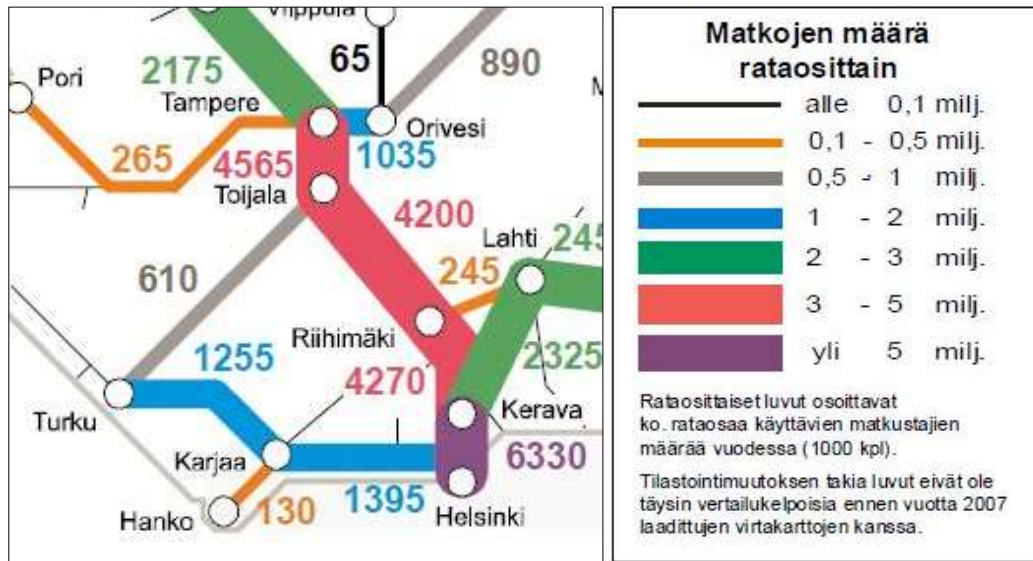 Vilppula
65
890
2175
Pori
Tampere
Orivesi
1035
265
4565
Toijala
4200
Lahti
245
245
610
Riihimäki
1255
4270
2325
Turku
Kerava
Karjaa
6330
1395
Hanko
130
Helsinki
Matkojen määrä
rataosittain
alle 0,1 milj.
0,1 - 0,5 milj.
0,5 - 1 milj.
1 - 2 milj.
2 - 3 milj.
3 - 5 milj.
yli 5 milj.
Rataosittaiset luvut osoittavat
ko. rataosaa käyttävien matkustajien
määrää vuodessa (1000 kpl).
Tilastointimuutoksen takia luvut eivät ole
täysin vertailukelpoisia ennen vuotta 2007
laadittujen virtakarttojen kanssa.